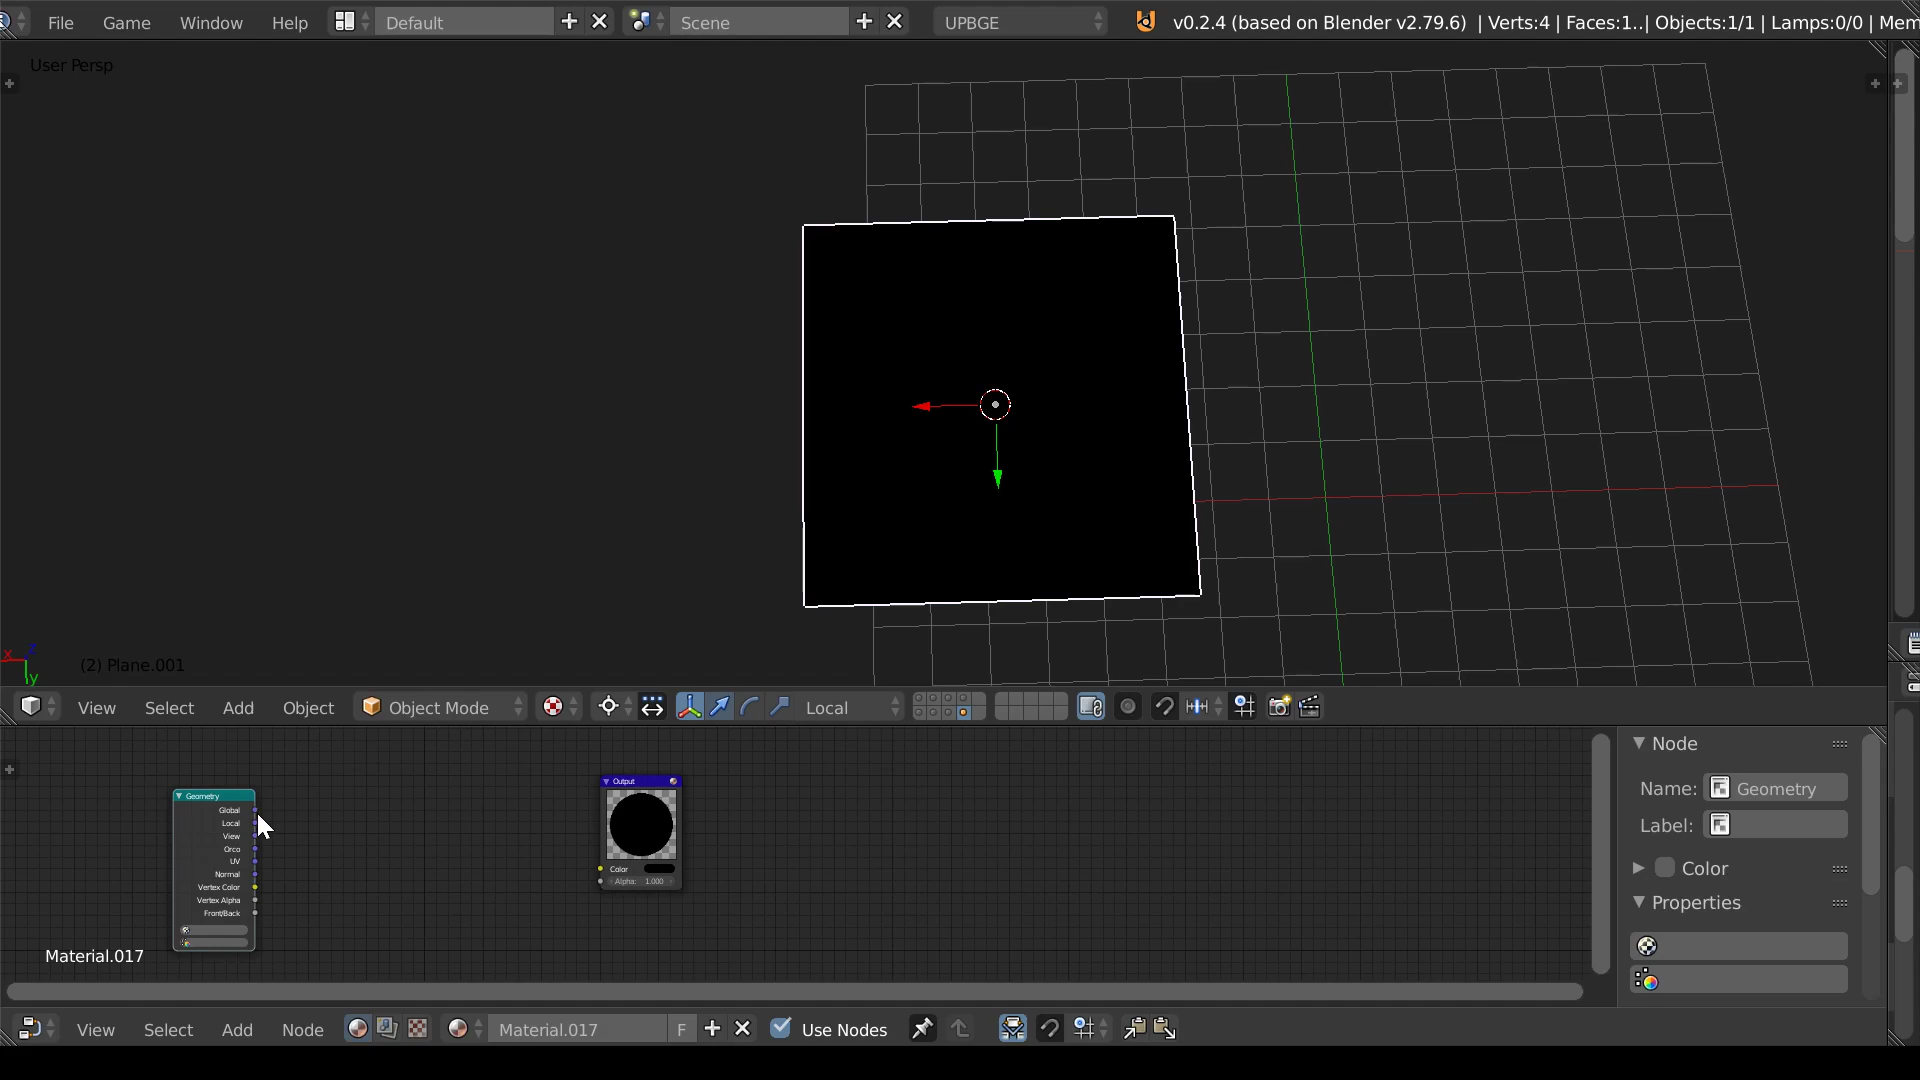 File Game Window Help Default Scene UPBGE v0.2.4 (based on Blender v2.79.6) | Verts:4 | Faces:1..| Objects:1/1 | Lamps:0/0 | Mem
User Persp
x
z
y
(2) Plane.001
View Select Add Object Object Mode Local
Geometry
Global
Local
View
Orco
UV
Normal
Vertex Color
Vertex Alpha
Front/Back
Output
Color
Alpha: 1.000
Material.017
Node
Name: Geometry
Label:
Color
Properties
View Select Add Node Material.017 F Use Nodes